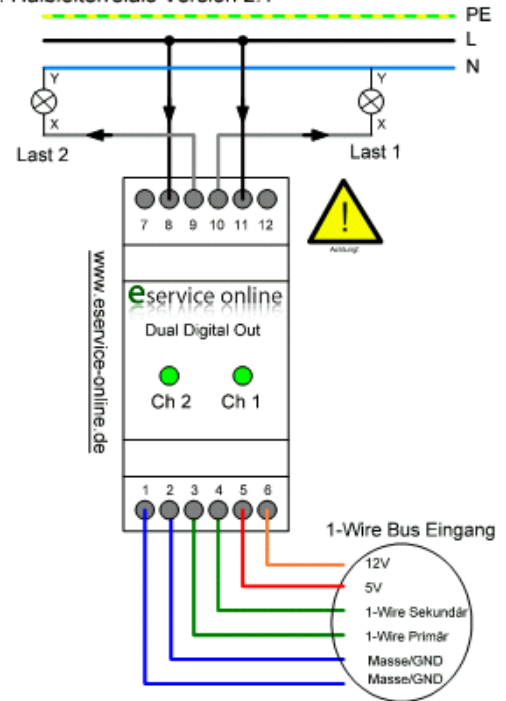 PE
L
N
Y
Y
X
X
Last 2
Last 1
7 8 9 10 11 12
!
Achtung!
www.eservice-online.de
eservice online
Dual Digital Out
Ch 2 Ch 1
1 2 3 4 5 6
1-Wire Bus Eingang
12V
5V
1-Wire Sekundär
1-Wire Primär
Masse/GND
Masse/GND